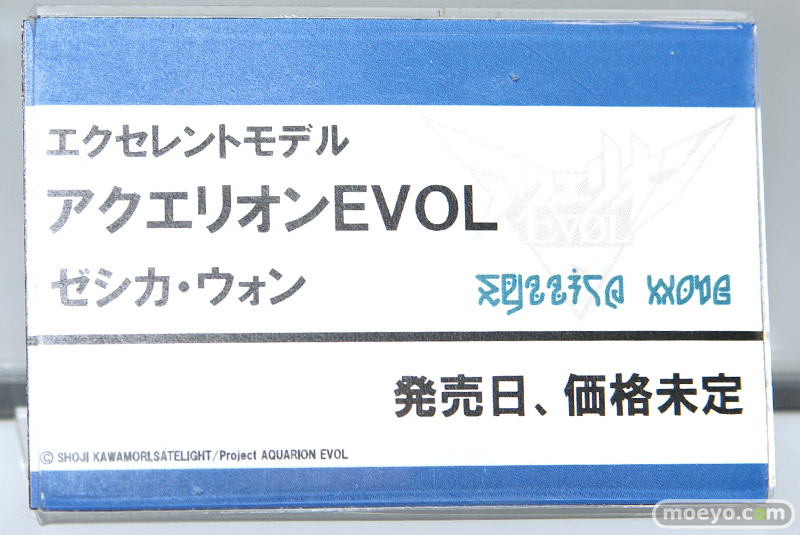 エクセレントモデル
アクエリオンEVOL
ゼシカ・ウォン
EVOL
発売日、価格未定
© SHOJI KAWAMORI,SATELIGHT/Project AQUARION EVOL
moeyo.com